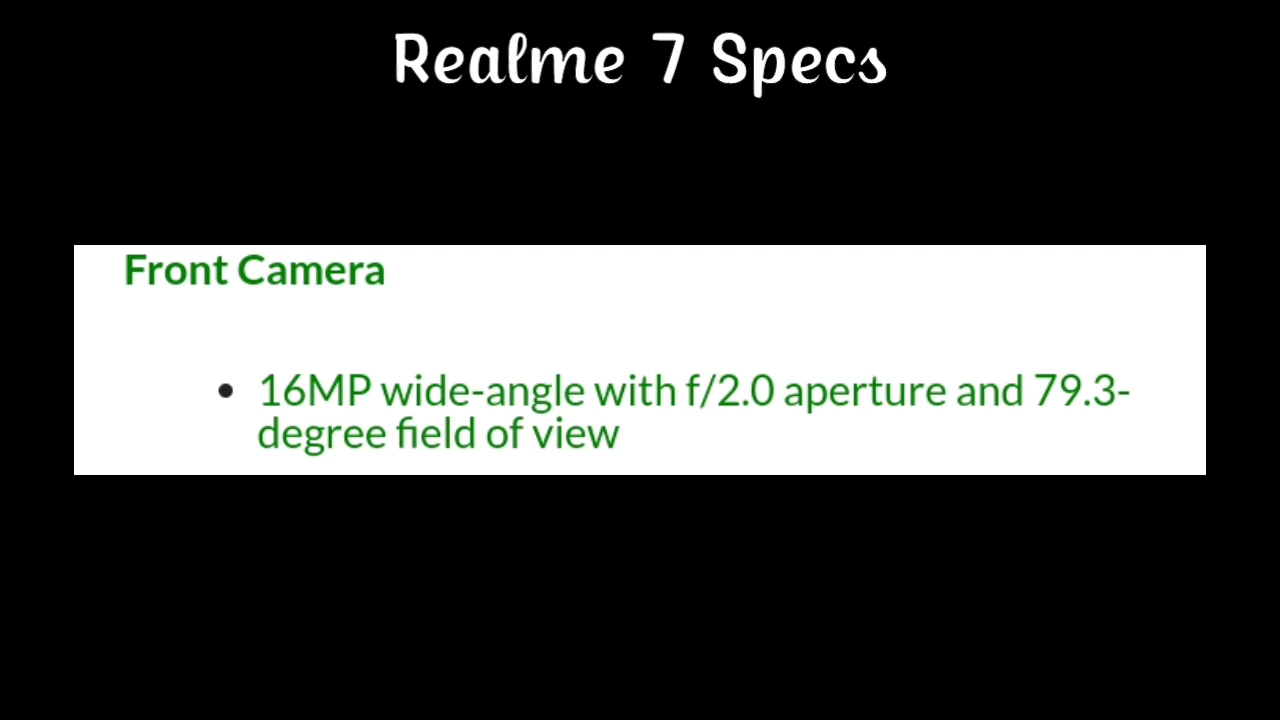 Realme 7 Specs
Front Camera
• 16MP wide-angle with f/2.0 aperture and 79.3-
degree field of view